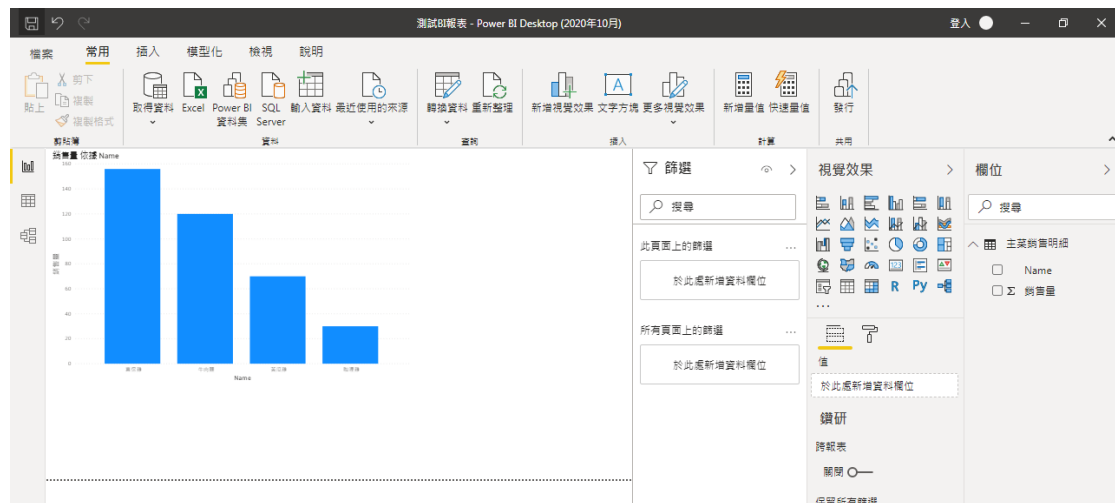 測試BI報表 - Power BI Desktop (2020年10月)
登入
檔案 常用 插入 模型化 檢視 說明
貼上 剪下
複製
複製格式
剪貼簿
取得資料 Excel Power BI 資料集 SQL Server 輸入資料 最近使用的來源
資料
轉換資料 重新整理
查詢
新增視覺效果 文字方塊 更多視覺效果
插入
新增量值 快速量值
計算
發行
共用
銷售量 依據 Name
160
140
120
100
80
60
40
20
0
銷售量
Name
篩選
搜尋
此頁面上的篩選 ...
於此處新增資料欄位
所有頁面上的篩選 ...
於此處新增資料欄位
視覺效果
123
R Py
...
值
於此處新增資料欄位
鑽研
跨報表
關閉
保留所有篩選
欄位
搜尋
主菜銷售明細
Name
Σ 銷售量